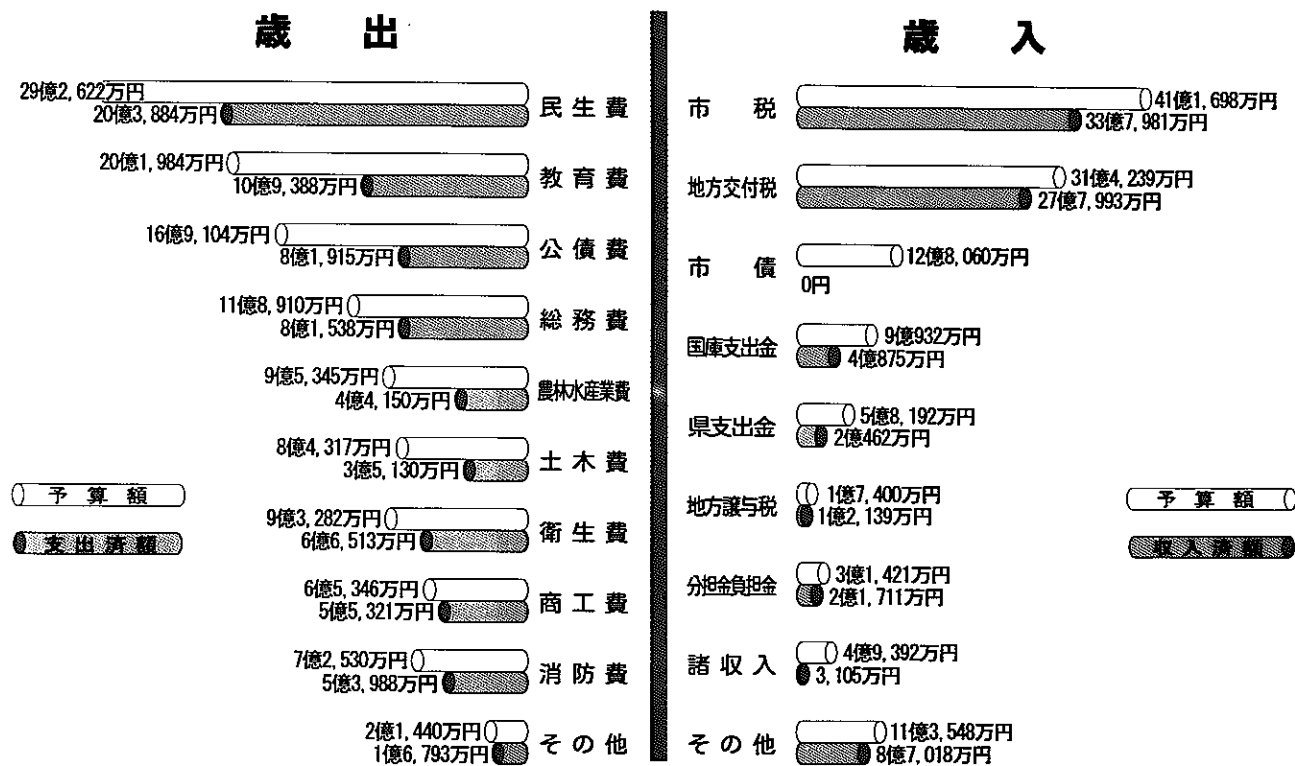 歳出
29億2,622万円
20億3,884万円
民生費
20億1,984万円
10億9,388万円
教育費
16億9,104万円
8億1,915万円
公債費
11億8,910万円
8億1,538万円
総務費
9億5,345万円
4億4,150万円
農林水産業費
8億4,317万円
3億5,130万円
土木費
9億3,282万円
6億6,513万円
衛生費
6億5,346万円
5億5,321万円
商工費
7億2,530万円
5億3,988万円
消防費
2億1,440万円
1億6,793万円
その他
予算額
支出済額
歳入
市税
41億1,698万円
33億7,981万円
地方交付税
31億4,239万円
27億7,993万円
市債
12億8,060万円
0円
国庫支出金
9億932万円
4億875万円
県支出金
5億8,192万円
2億462万円
地方譲与税
1億7,400万円
1億2,139万円
分担金負担金
3億1,421万円
2億1,711万円
諸収入
4億9,392万円
3,105万円
その他
11億3,548万円
8億7,018万円
予算額
収入済額